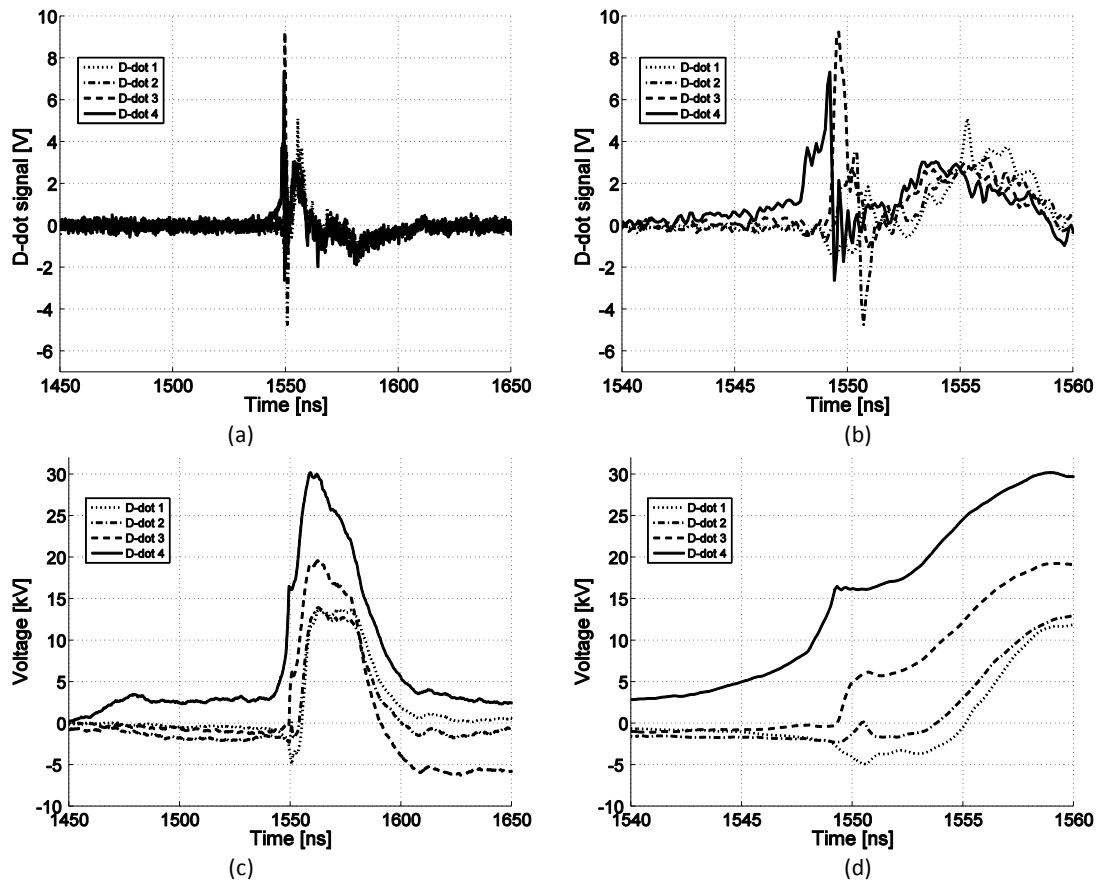 10
8
6
4
2
0
-2
-4
-6
D-dot signal [V]
D-dot 1
D-dot 2
D-dot 3
D-dot 4
1450 1500 1550 1600 1650
Time [ns]
(a)
10
8
6
4
2
0
-2
-4
-6
D-dot signal [V]
D-dot 1
D-dot 2
D-dot 3
D-dot 4
1540 1545 1550 1555 1560
Time [ns]
(b)
30
25
20
15
10
5
0
-5
-10
Voltage [kV]
D-dot 1
D-dot 2
D-dot 3
D-dot 4
1450 1500 1550 1600 1650
Time [ns]
(c)
30
25
20
15
10
5
0
-5
-10
Voltage [kV]
D-dot 1
D-dot 2
D-dot 3
D-dot 4
1540 1545 1550 1555 1560
Time [ns]
(d)